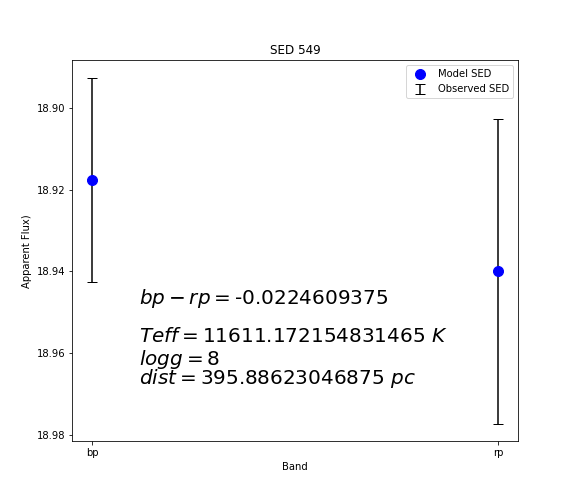 SED 549
Model SED
Observed SED
18.90
18.92
18.94
18.96
18.98
Apparent Flux)
bp − rp = -0.0224609375
Teff = 11611.172154831465 K
logg = 8
dist = 395.88623046875 pc
bp
rp
Band